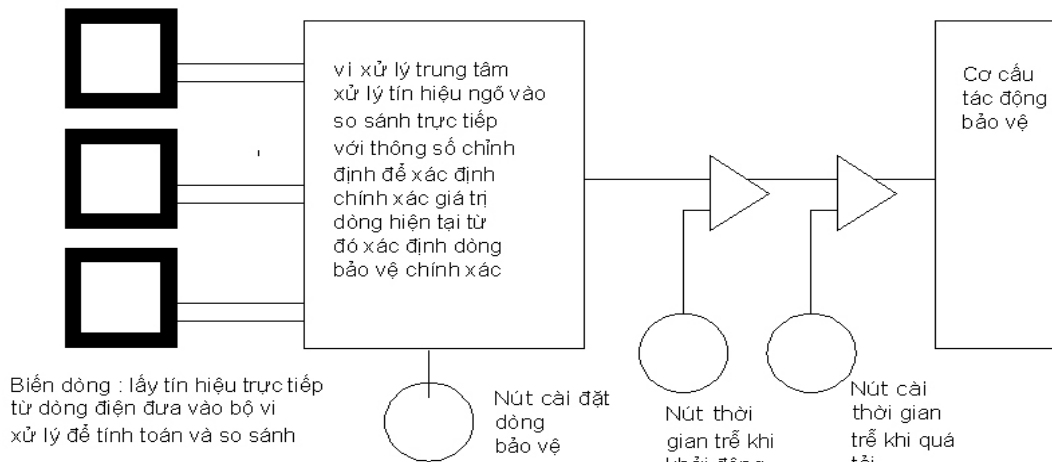 vi xử lý trung tâm
xử lý tín hiệu ngõ vào
so sánh trực tiếp
với thông số chỉnh
định để xác định
chính xác giá trị
dòng hiện tại từ
đó xác định dòng
bảo vệ chính xác
Cơ cấu
tác động
bảo vệ
Biến dòng : lấy tín hiệu trực tiếp
từ dòng điện đưa vào bộ vi
xử lý để tính toán và so sánh
Nút cài đặt
dòng
bảo vệ
Nút thời
gian trễ khi
khởi động
Nút cài
thời gian
trễ khi quá
tải